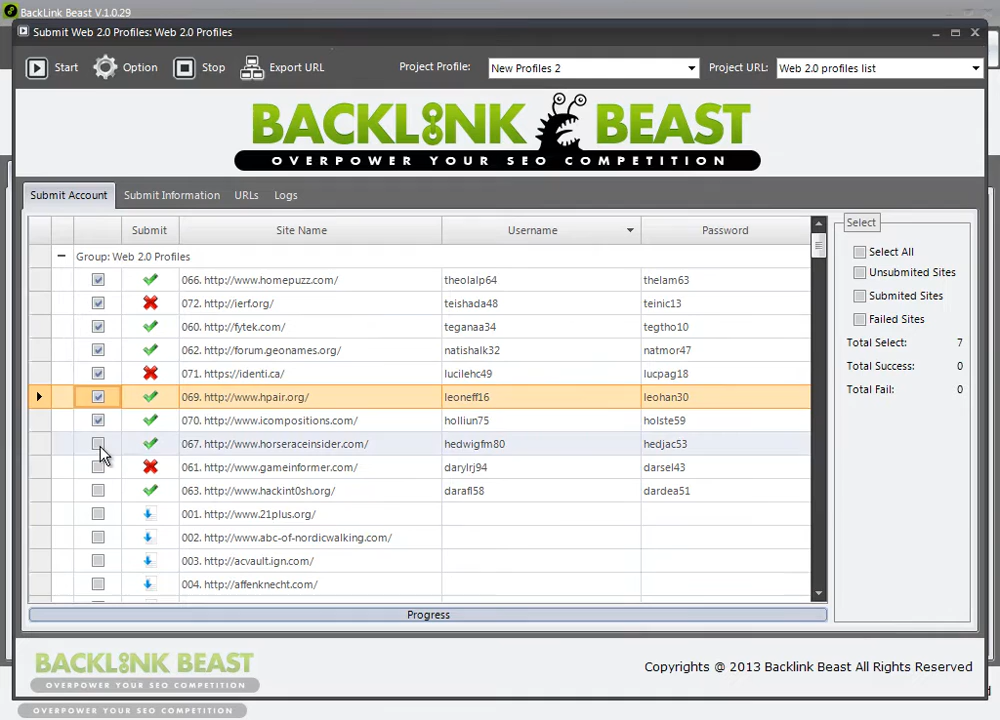 BackLink Beast V.1.0.29
Submit Web 2.0 Profiles: Web 2.0 Profiles
Start Option Stop Export URL Project Profile: New Profiles 2 Project URL: Web 2.0 profiles list
BACKLINK BEAST
OVERPOWER YOUR SEO COMPETITION
Submit Account Submit Information URLs Logs
Submit Site Name Username Password
Group: Web 2.0 Profiles
066. http://www.homepuzz.com/ theolalp64 thelam63
072. http://ierf.org/ teishada48 teinic13
060. http://fytek.com/ teganaa34 tegtho10
062. http://forum.geonames.org/ natishalk32 natmor47
071. https://identi.ca/ lucilehc49 lucpag18
069. http://www.hpair.org/ leoneff16 leohan30
070. http://www.icompositions.com/ holliun75 holste59
067. http://www.horseraceinsider.com/ hedwigfm80 hedjac53
061. http://www.gameinformer.com/ darylrj94 darsel43
063. http://www.hackint0sh.org/ darafl58 dardea51
001. http://www.21plus.org/
002. http://www.abc-of-nordicwalking.com/
003. http://acvault.ign.com/
004. http://affenknecht.com/
Progress
Select
Select All
Unsubmited Sites
Submited Sites
Failed Sites
Total Select: 7
Total Success: 0
Total Fail: 0
BACKLINK BEAST
OVERPOWER YOUR SEO COMPETITION
Copyrights @ 2013 Backlink Beast All Rights Reserved
OVERPOWER YOUR SEO COMPETITION